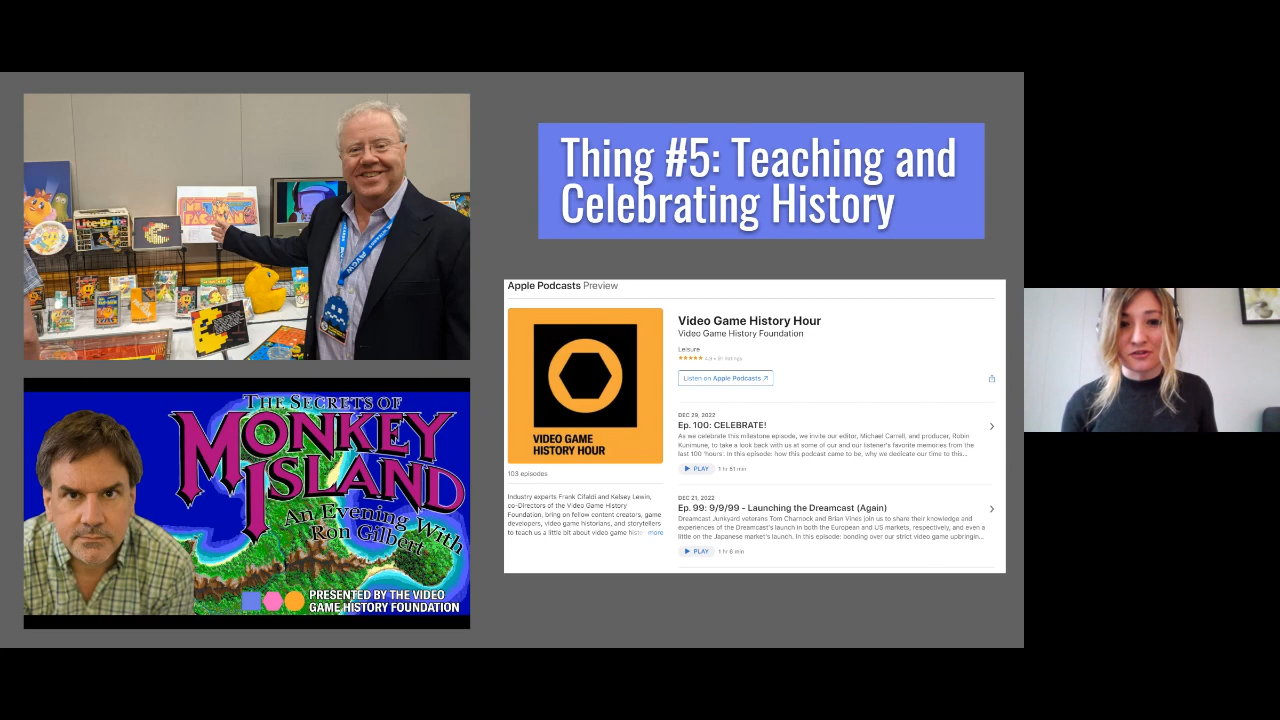 Thing #5: Teaching and
Celebrating History
Lite-Brite
MS.
PAC-MAN
Apple Podcasts Preview
VIDEO GAME
HISTORY HOUR
103 episodes
Industry experts Frank Cifaldi and Kelsey Lewin,
co-Directors of the Video Game History
Foundation, bring on fellow content creators, game
developers, video game historians, and storytellers
to teach us a little bit about video game histo more
Video Game History Hour
Video Game History Foundation
Leisure
★★★★★ 4.9 • 91 Ratings
Listen on Apple Podcasts ↗
DEC 29, 2022
Ep. 100: CELEBRATE!
As we celebrate this milestone episode, we invite our editor, Michael Carrell, and producer, Robin
Kunimune, to take a look back with us at some of our and our listener's favorite memories from the
last 100 'hours'. In this episode: how this podcast came to be, why we dedicate our time to this...
PLAY 1 hr 51 min
DEC 21, 2022
Ep. 99: 9/9/99 - Launching the Dreamcast (Again)
Dreamcast Junkyard veterans Tom Charnock and Brian Vines join us to share their knowledge and
experiences of the Dreamcast's launch in both the European and US markets, respectively, and even a
little on the Japanese market's launch. In this episode: bonding over our strict video game upbringin...
PLAY 1 hr 6 min
THE SECRETS OF
MONKEY
ISLAND
An Evening With
Ron Gilbert
PRESENTED BY THE VIDEO
GAME HISTORY FOUNDATION